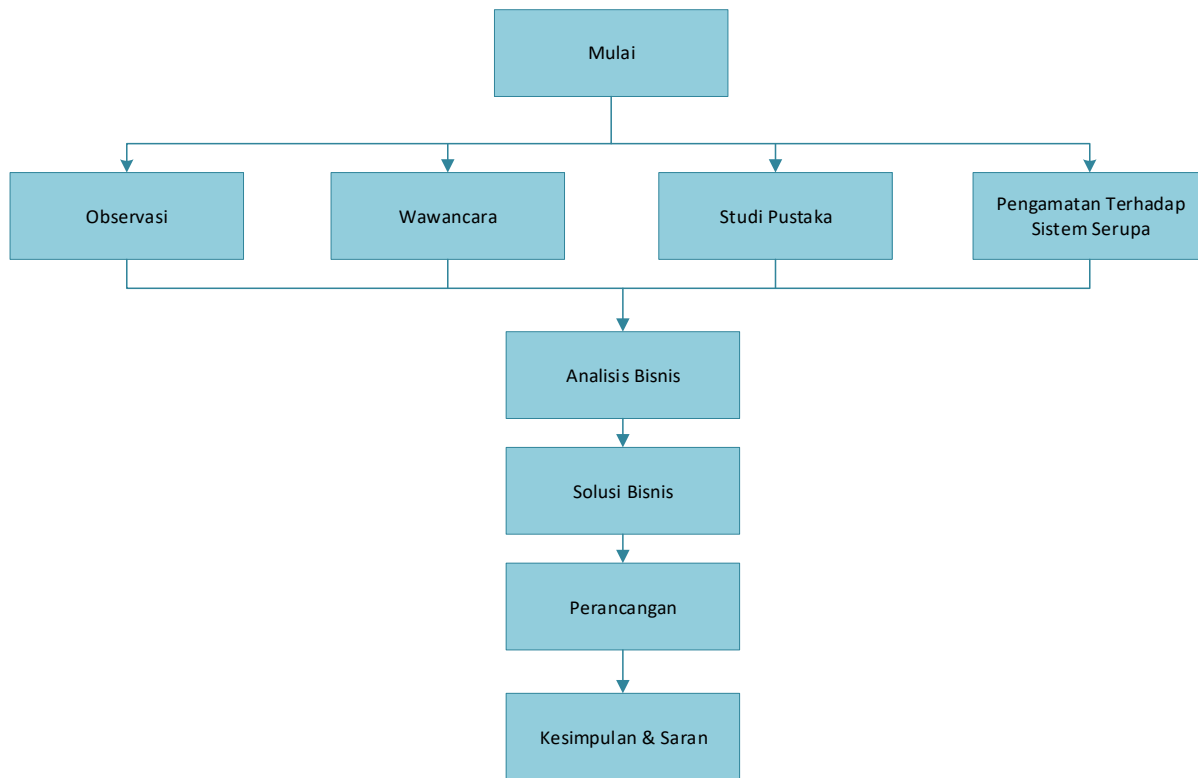 Mulai
Observasi
Wawancara
Studi Pustaka
Pengamatan Terhadap
Sistem Serupa
Analisis Bisnis
Solusi Bisnis
Perancangan
Kesimpulan & Saran